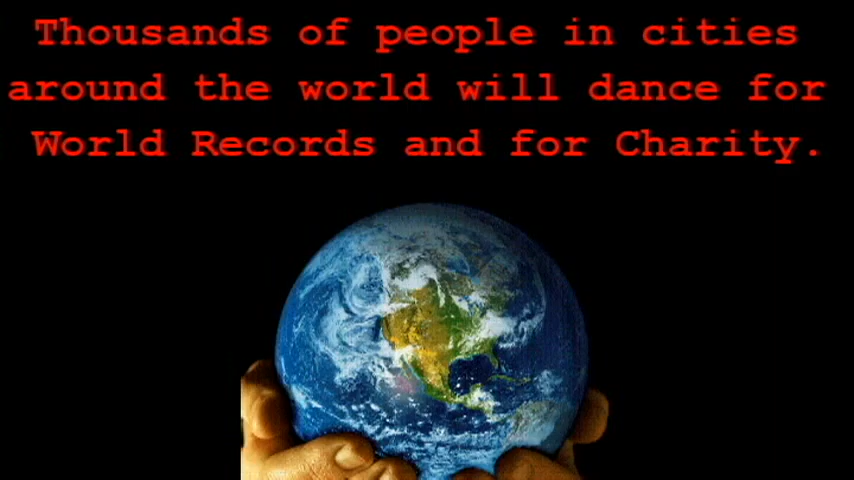 Thousands of people in cities
around the world will dance for
World Records and for Charity.